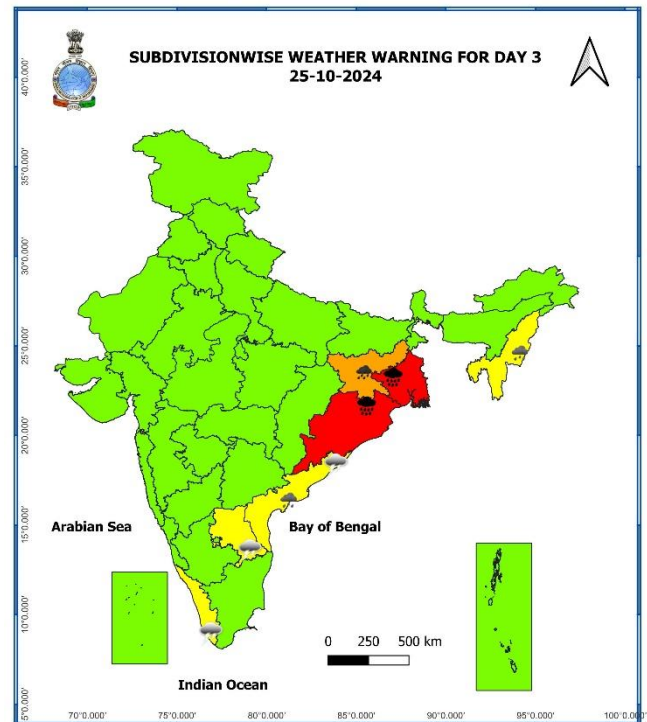 SUBDIVISIONWISE WEATHER WARNING FOR DAY 3
25-10-2024
40°0.000'
35°0.000'
30°0.000'
25°0.000'
20°0.000'
15°0.000'
10°0.000'
5°0.000'
Arabian Sea
Bay of Bengal
0 250 500 km
Indian Ocean
70°0.000' 75°0.000' 80°0.000' 85°0.000' 90°0.000' 95°0.000' 100°0.000'